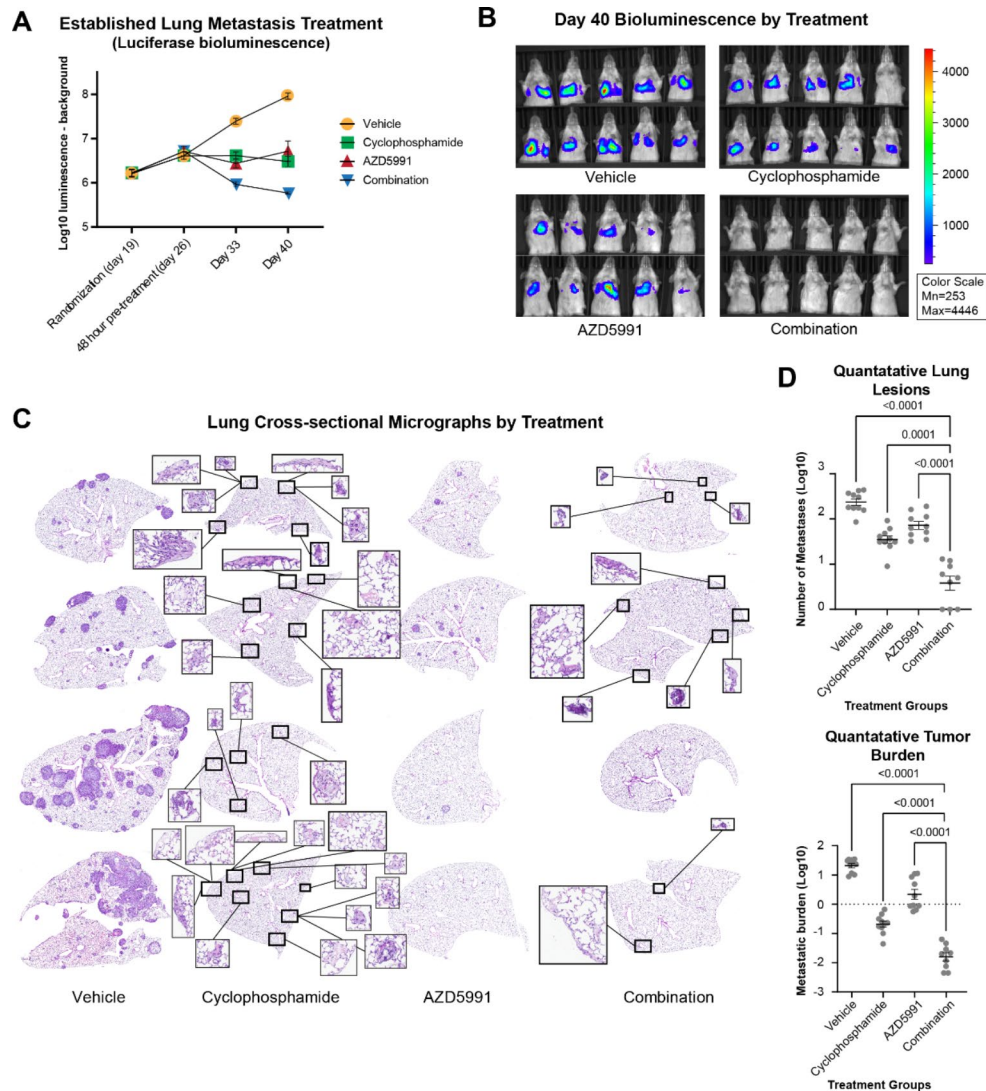 A
Established Lung Metastasis Treatment
(Luciferase bioluminescence)
Log10 luminescence - background
8
7
6
5
Randomization (day 19)
48 hour pre-treatment (day 26)
Day 33
Day 40
Vehicle
Cyclophosphamide
AZD5991
Combination
B
Day 40 Bioluminescence by Treatment
Vehicle
Cyclophosphamide
AZD5991
Combination
4000
3000
2000
1000
Color Scale
Mn=253
Max=4446
C
Lung Cross-sectional Micrographs by Treatment
Vehicle
Cyclophosphamide
AZD5991
Combination
D
Quantatative Lung
Lesions
<0.0001
0.0001
<0.0001
Number of Metastases (Log10)
3
2
1
0
Vehicle
Cyclophosphamide
AZD5991
Combination
Treatment Groups
Quantatative Tumor
Burden
<0.0001
<0.0001
<0.0001
Metastatic burden (Log10)
2
1
0
-1
-2
-3
Vehicle
Cyclophosphamide
AZD5991
Combination
Treatment Groups